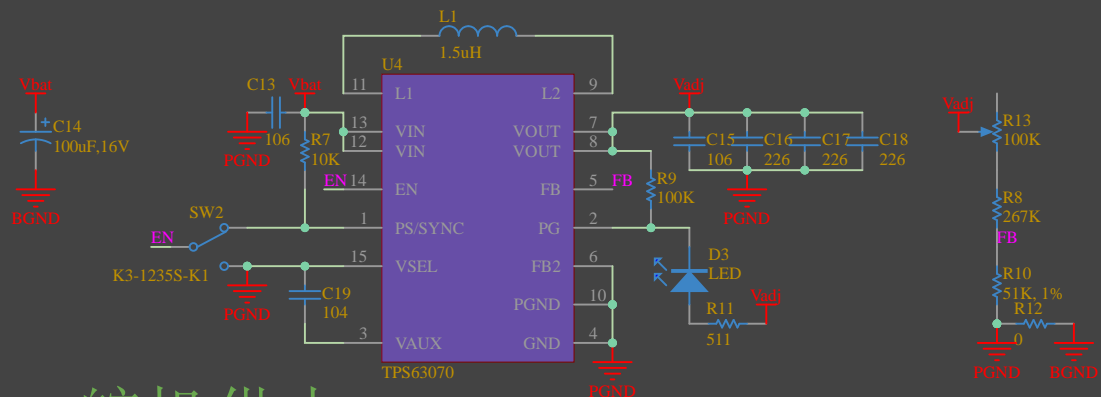 L1
1.5uH
U4
Vbat
C14
100uF,16V
BGND
C13
Vbat
106
PGND
R7
10K
11 L1 L2 9
13 VIN VOUT 7
12 VIN VOUT 8
EN 14 EN FB 5 FB
1 PS/SYNC PG 2
15 VSEL FB2 6
PGND 10
3 VAUX GND 4
TPS63070
SW2
EN
K3-1235S-K1
PGND
C19
104
Vadj
C15 C16 C17 C18
106 226 226 226
PGND
R9
100K
D3
LED
R11
511
Vadj
PGND
Vadj
R13
100K
R8
267K
FB
R10
51K, 1%
R12
0
PGND BGND